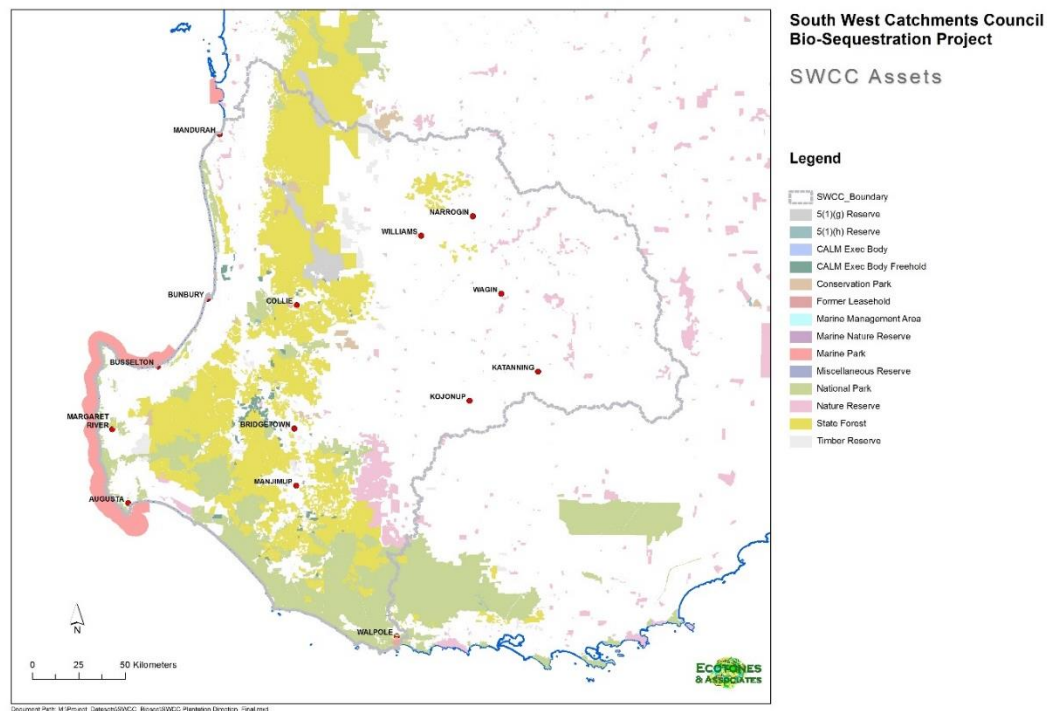 South West Catchments Council
Bio-Sequestration Project
SWCC Assets
Legend
SWCC_Boundary
5(1)(g) Reserve
5(1)(h) Reserve
CALM Exec Body
CALM Exec Body Freehold
Conservation Park
Former Leasehold
Marine Management Area
Marine Nature Reserve
Marine Park
Miscellaneous Reserve
National Park
Nature Reserve
State Forest
Timber Reserve
MANDURAH
NARROGIN
WILLIAMS
WAGIN
BUNBURY
COLLIE
BUSSELTON
KATANNING
KOJONUP
MARGARET
RIVER
BRIDGETOWN
MANJIMUP
AUGUSTA
WALPOLE
N
0 25 50 Kilometers
ECOTONES
& ASSOCIATES
Document Path: